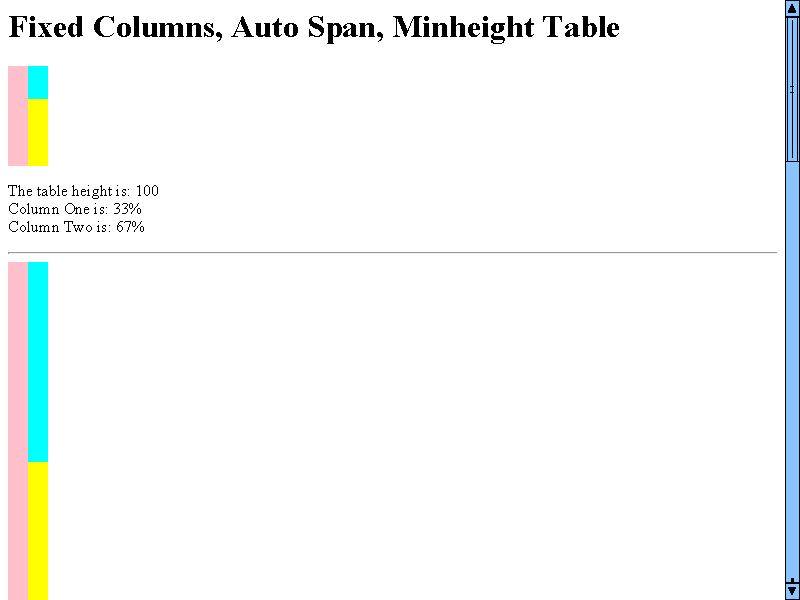 Fixed Columns, Auto Span, Minheight Table
The table height is: 100
Column One is: 33%
Column Two is: 67%